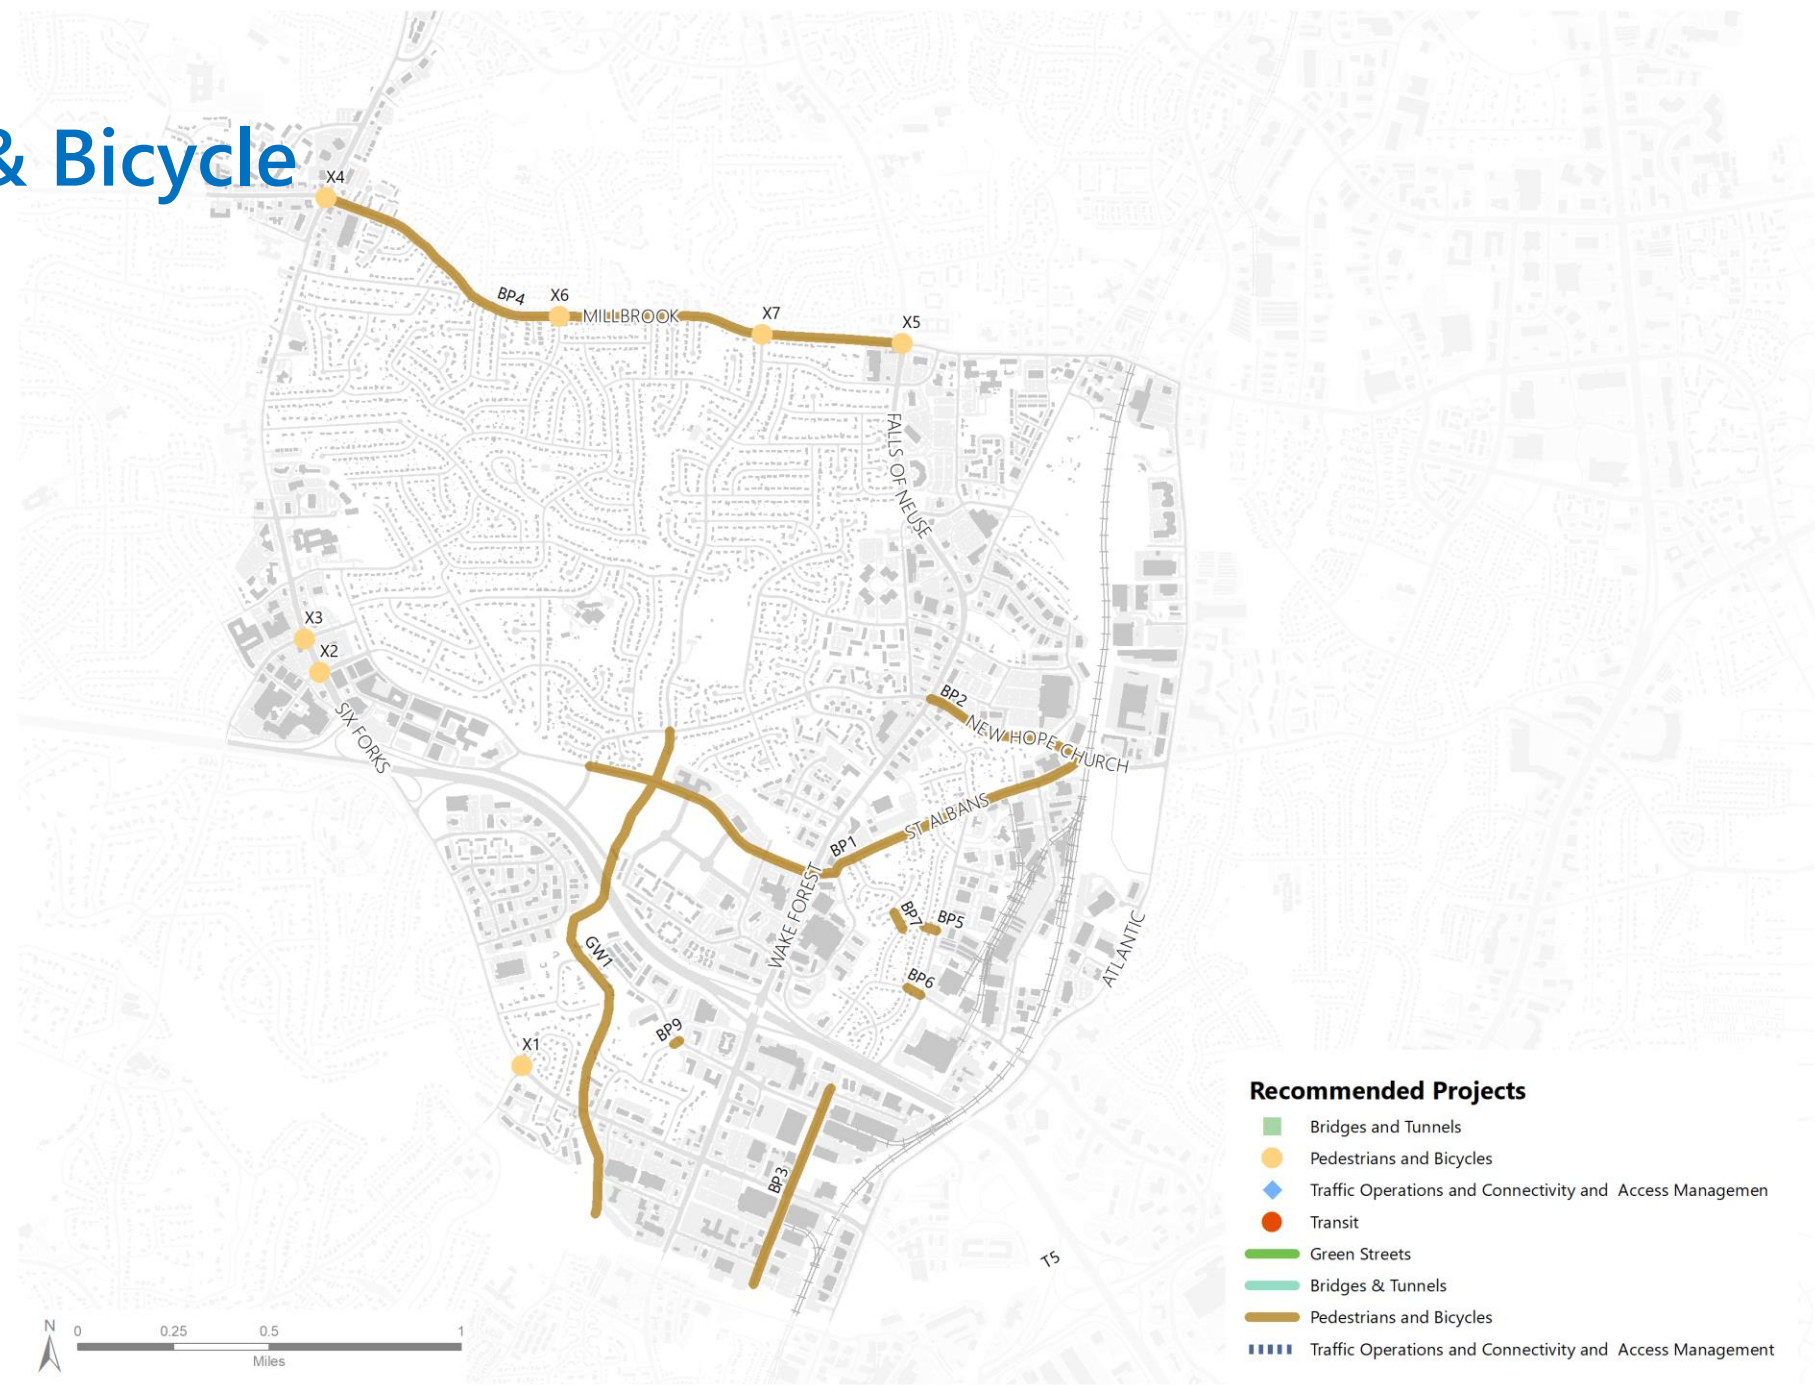 & Bicycle
X4
BP4
X6
MILLBROOK
X7
X5
FALLS OF NEUSE
X3
X2
SIX FORKS
BP2
NEW HOPE CHURCH
ST ALBANS
BP1
WAKE FOREST
BP7
BP5
BP6
ATLANTIC
GW1
BP9
X1
BP3
T5
Recommended Projects
Bridges and Tunnels
Pedestrians and Bicycles
Traffic Operations and Connectivity and Access Managemen
Transit
Green Streets
Bridges & Tunnels
Pedestrians and Bicycles
Traffic Operations and Connectivity and Access Management
N
0 0.25 0.5 1
Miles